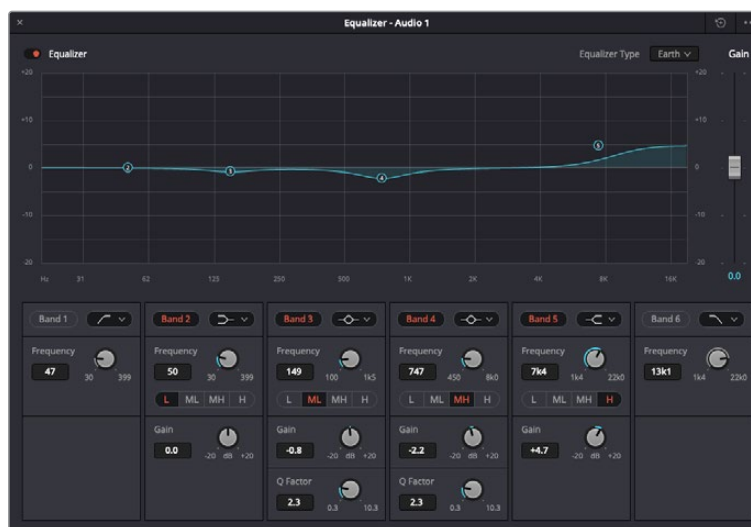 Equalizer - Audio 1
Equalizer
Equalizer Type Earth Gain
+20 +20
+10 +10
0 0
-10 -10
-20 -20
2 3 4 5
Hz 31 62 123 250 500 1K 2K 4K 8K 16K 0.0
Band 1 Band 2 Band 3 Band 4 Band 5 Band 6
Frequency Frequency Frequency Frequency Frequency Frequency
47 50 149 747 7k4 13k1
30 399 30 399 100 1k5 450 8k0 1k4 22k0 1k4 22k0
L ML MH H L ML MH H L ML MH H L ML MH H
Gain Gain Gain Gain
0.0 -0.8 -2.2 +4.7
-20 dB +20 -20 dB +20 -20 dB +20 -20 dB +20
Q Factor Q Factor
2.3 2.3
0.3 10.3 0.3 10.3